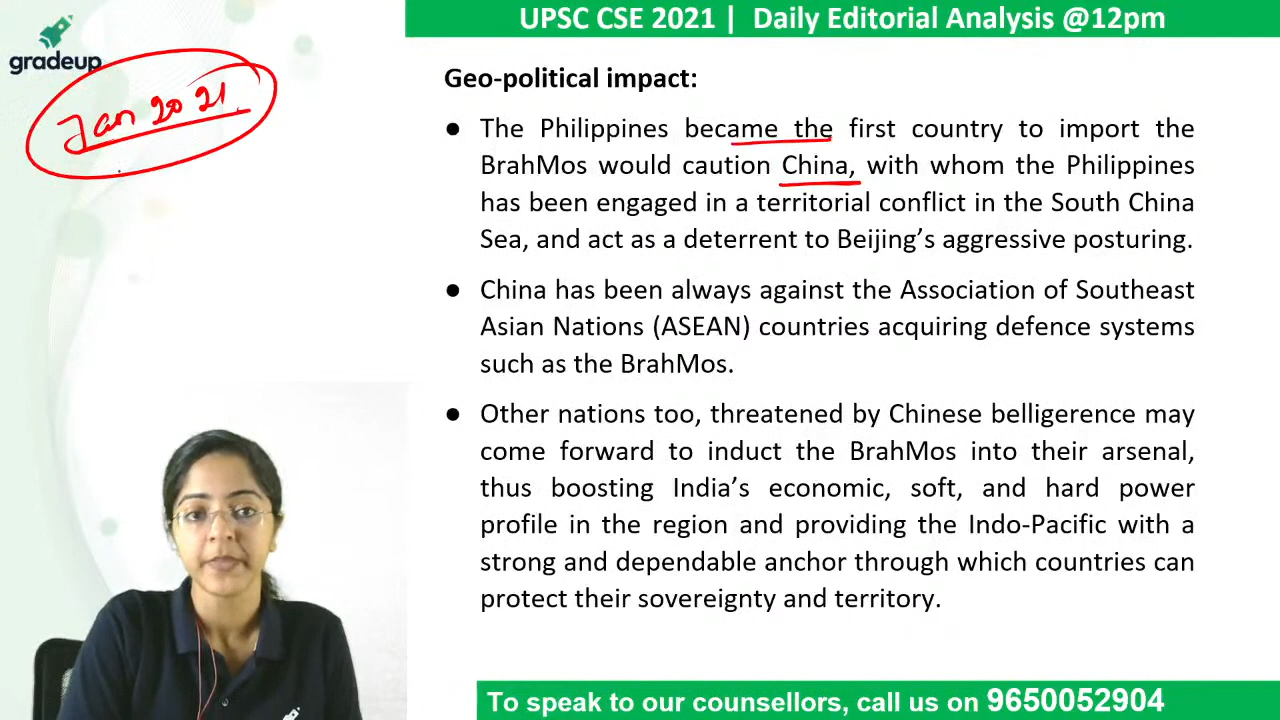 UPSC CSE 2021 | Daily Editorial Analysis @12pm
gradeup
Jan 2021
Geo-political impact:
● The Philippines became the first country to import the
BrahMos would caution China, with whom the Philippines
has been engaged in a territorial conflict in the South China
Sea, and act as a deterrent to Beijing’s aggressive posturing.
● China has been always against the Association of Southeast
Asian Nations (ASEAN) countries acquiring defence systems
such as the BrahMos.
● Other nations too, threatened by Chinese belligerence may
come forward to induct the BrahMos into their arsenal,
thus boosting India’s economic, soft, and hard power
profile in the region and providing the Indo-Pacific with a
strong and dependable anchor through which countries can
protect their sovereignty and territory.
To speak to our counsellors, call us on 9650052904